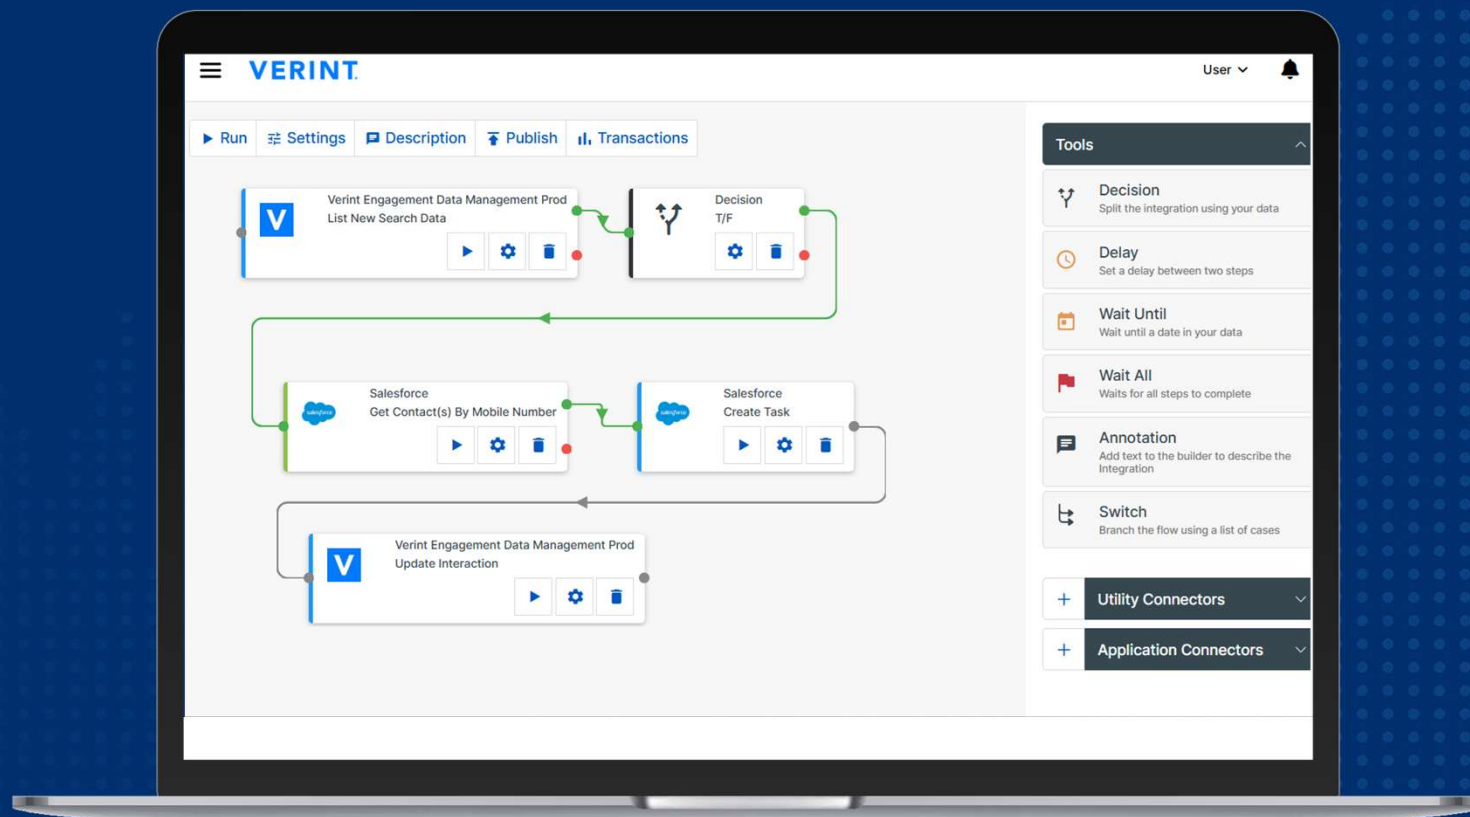 VERINT
User
Run
Settings
Description
Publish
Transactions
Verint Engagement Data Management Prod
List New Search Data
V
Decision
T/F
Salesforce
Get Contact(s) By Mobile Number
salesforce
Salesforce
Create Task
salesforce
Verint Engagement Data Management Prod
Update Interaction
V
Tools
Decision
Split the integration using your data
Delay
Set a delay between two steps
Wait Until
Wait until a date in your data
Wait All
Waits for all steps to complete
Annotation
Add text to the builder to describe the
Integration
Switch
Branch the flow using a list of cases
Utility Connectors
Application Connectors